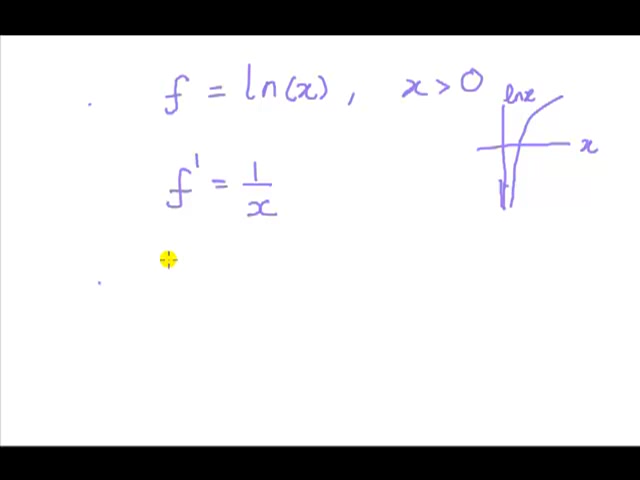 f = ln(x), x > 0
ln x
x
f' = 1/x